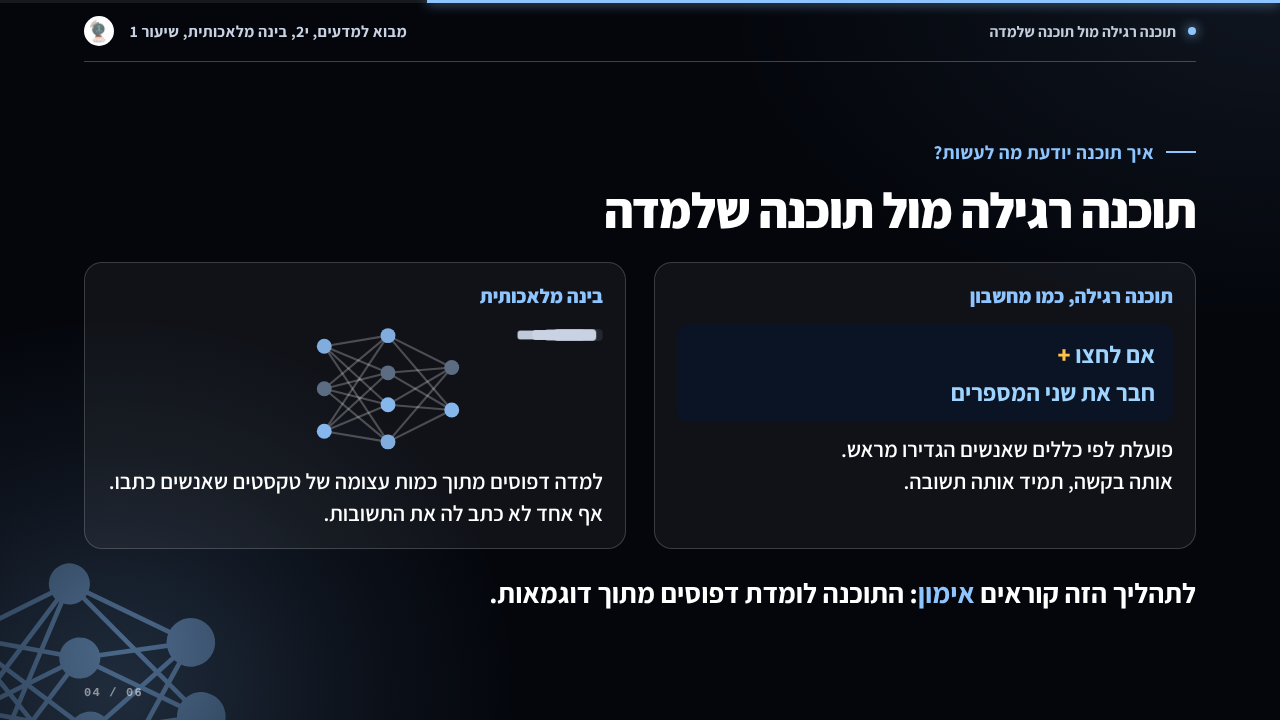 תוכנה רגילה מול תוכנה שלמדה
מבוא למדעים, י2, בינה מלאכותית, שיעור 1
איך תוכנה יודעת מה לעשות?
תוכנה רגילה מול תוכנה שלמדה
תוכנה רגילה, כמו מחשבון
אם לחצו +
חבר את שני המספרים
פועלת לפי כללים שאנשים הגדירו מראש.
אותה בקשה, תמיד אותה תשובה.
בינה מלאכותית
למדה דפוסים מתוך כמות עצומה של טקסטים שאנשים כתבו.
אף אחד לא כתב לה את התשובות.
לתהליך הזה קוראים אימון: התוכנה לומדת דפוסים מתוך דוגמאות.
04 / 06